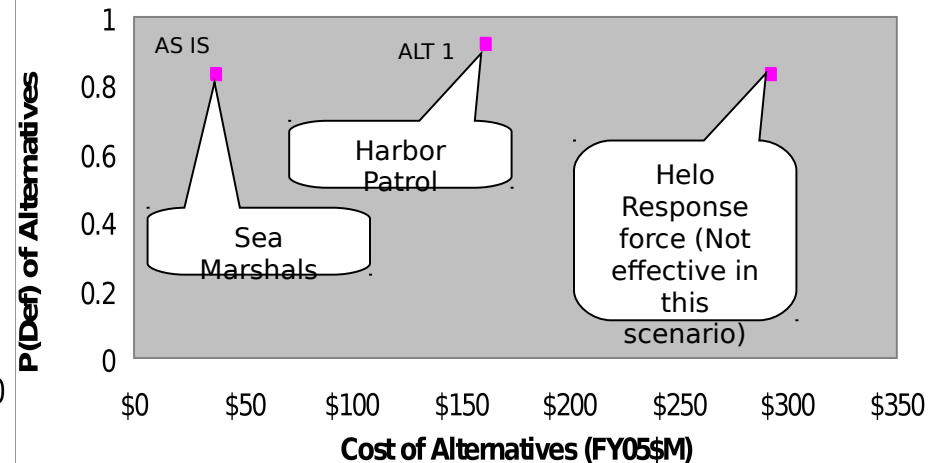 1
AS IS
ALT 1
0.8
0.6
0.4
0.2
0
P(Def) of Alternatives
Harbor
Patrol
Sea
Marshals
Helo
Response
force (Not
effective in
this
scenario)
$0 $50 $100 $150 $200 $250 $300 $350
Cost of Alternatives (FY05$M)